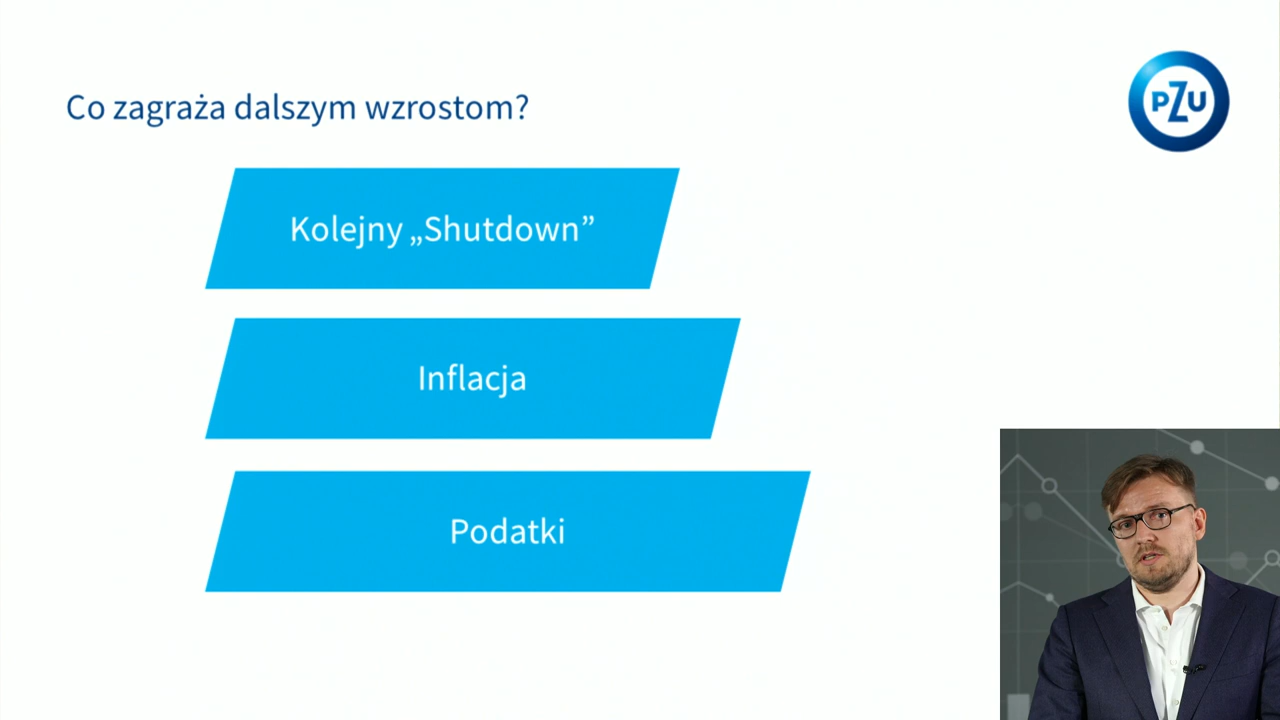 Co zagraża dalszym wzrostom?
PZU
Kolejny „Shutdown”
Inflacja
Podatki